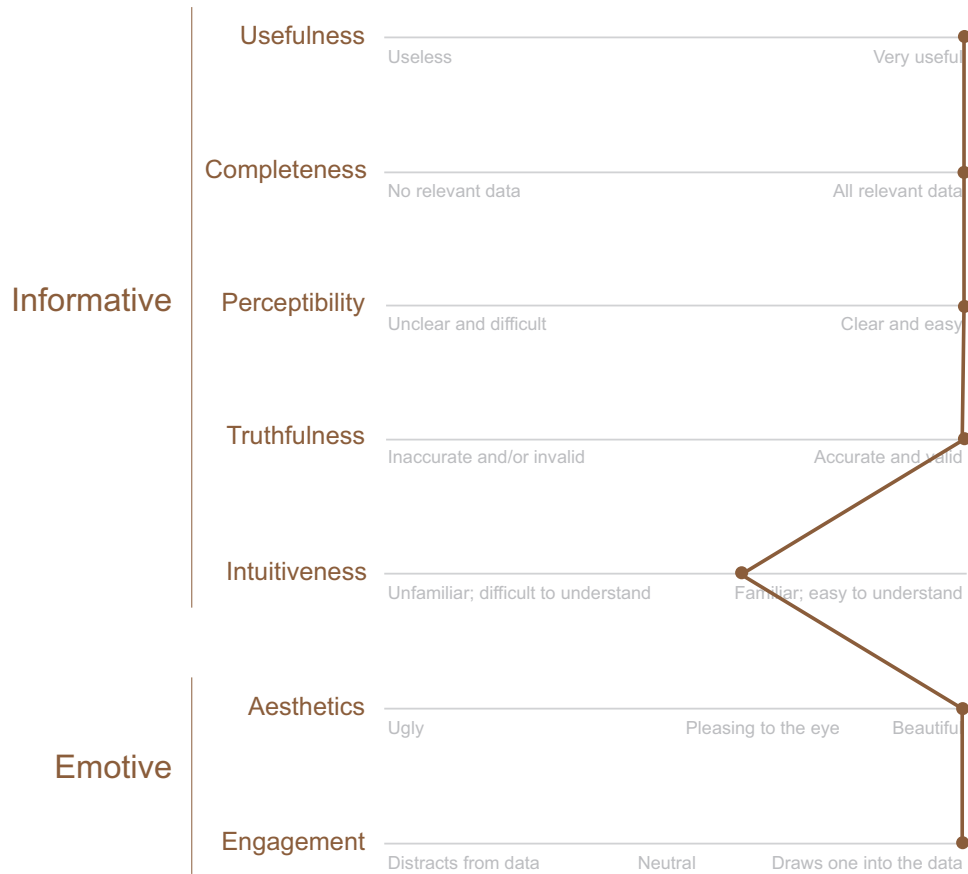 Usefulness
Useless Very useful
Completeness
No relevant data All relevant data
Informative
Perceptibility
Unclear and difficult Clear and easy
Truthfulness
Inaccurate and/or invalid Accurate and valid
Intuitiveness
Unfamiliar; difficult to understand Familiar; easy to understand
Aesthetics
Ugly Pleasing to the eye Beautiful
Emotive
Engagement
Distracts from data Neutral Draws one into the data